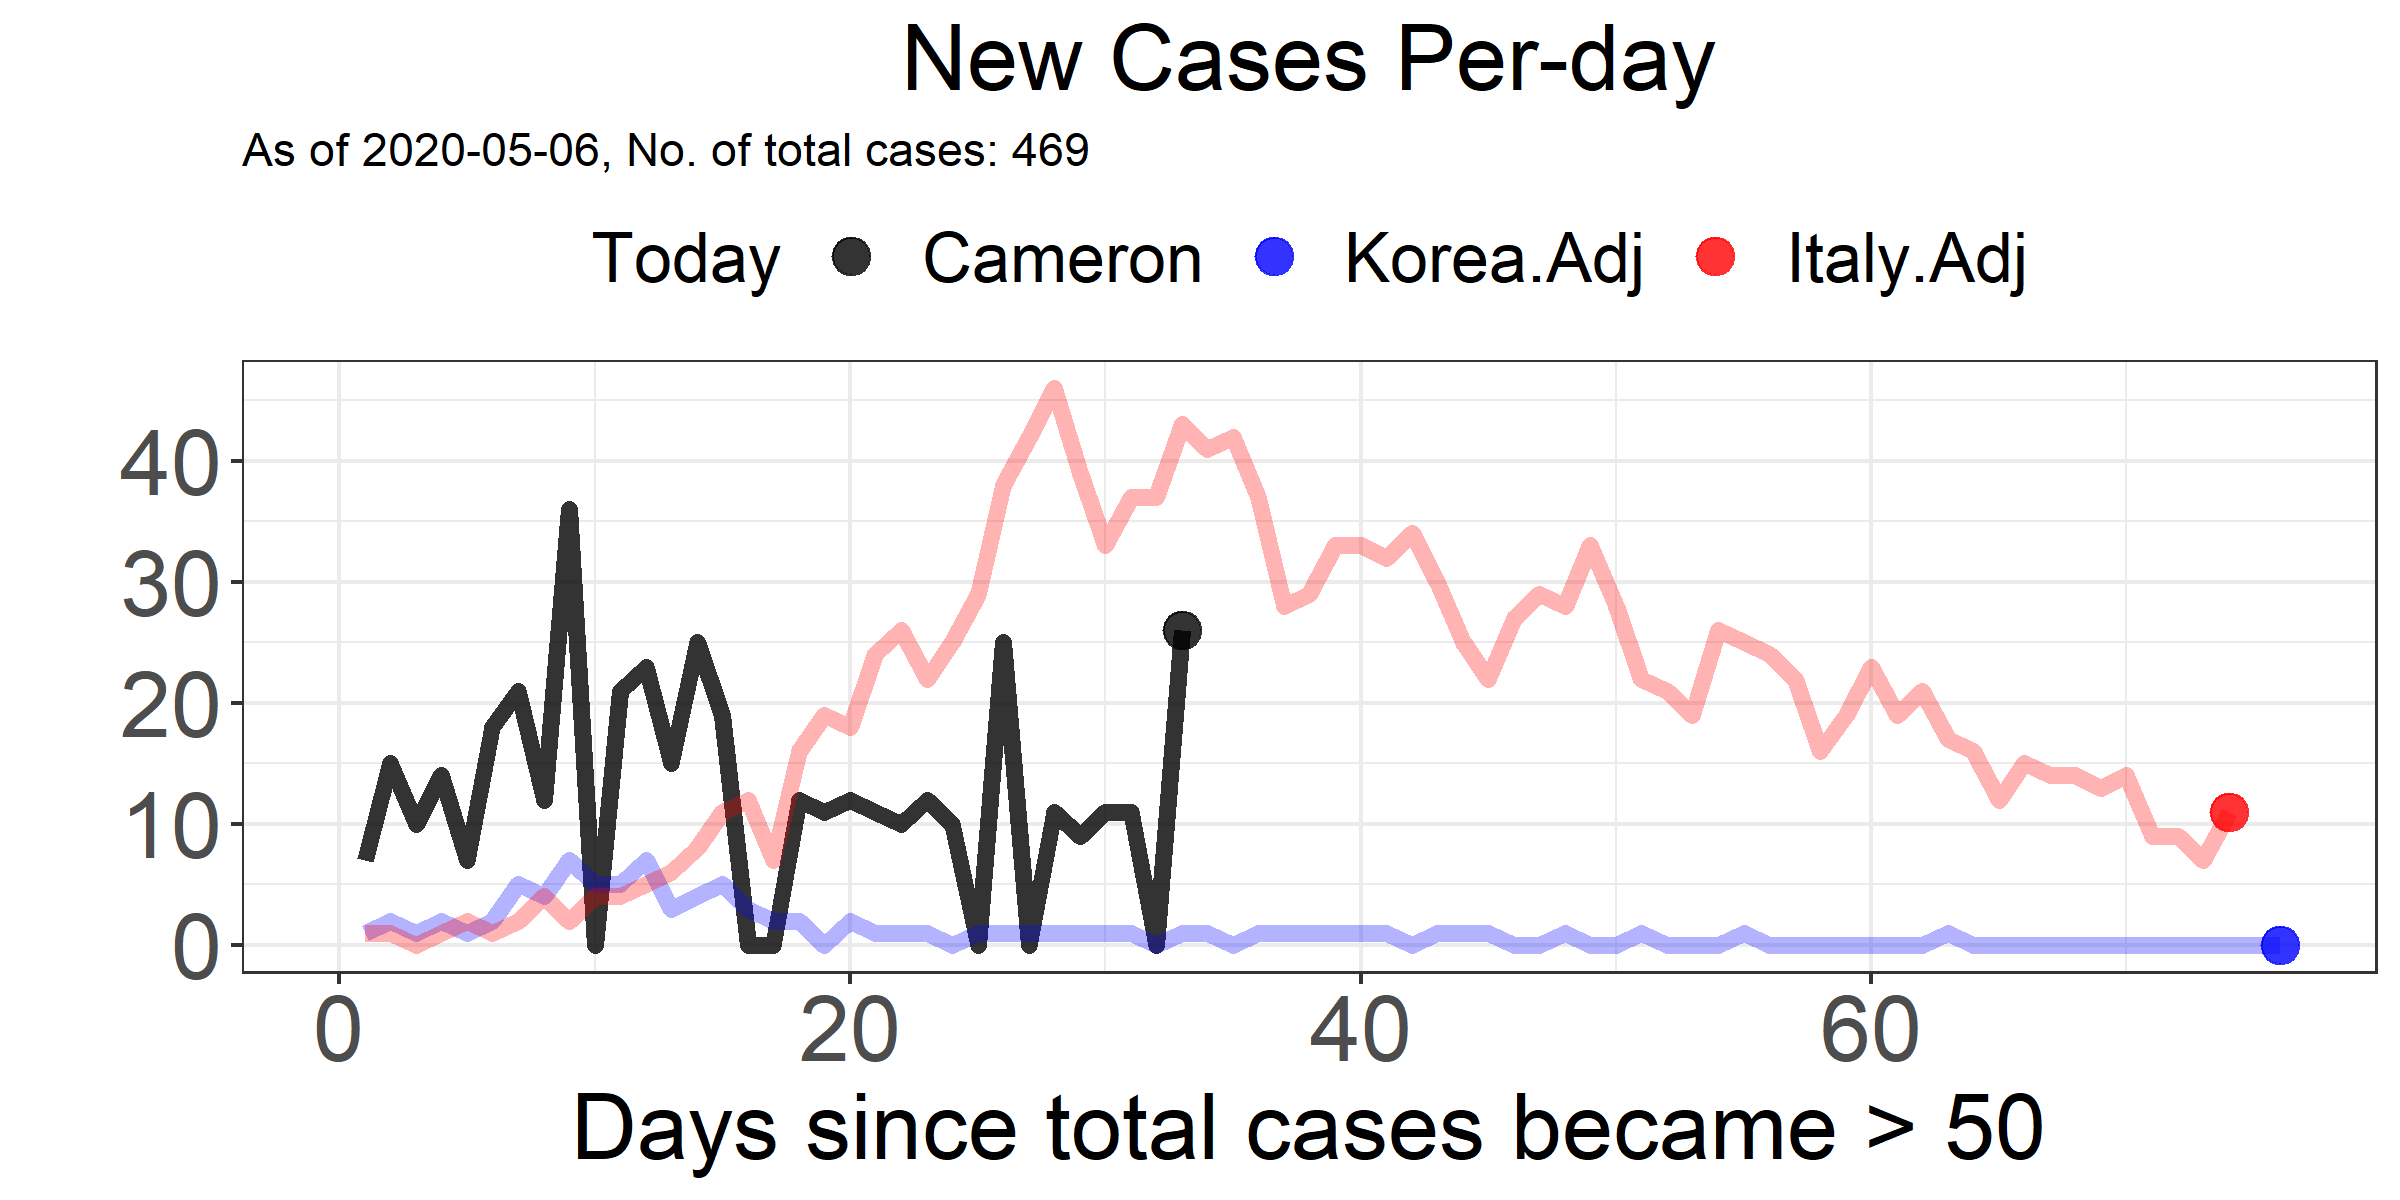 New Cases Per-day
As of 2020-05-06, No. of total cases: 469
Today Cameron Korea.Adj Italy.Adj
40
30
20
10
0
0 20 40 60
Days since total cases became > 50